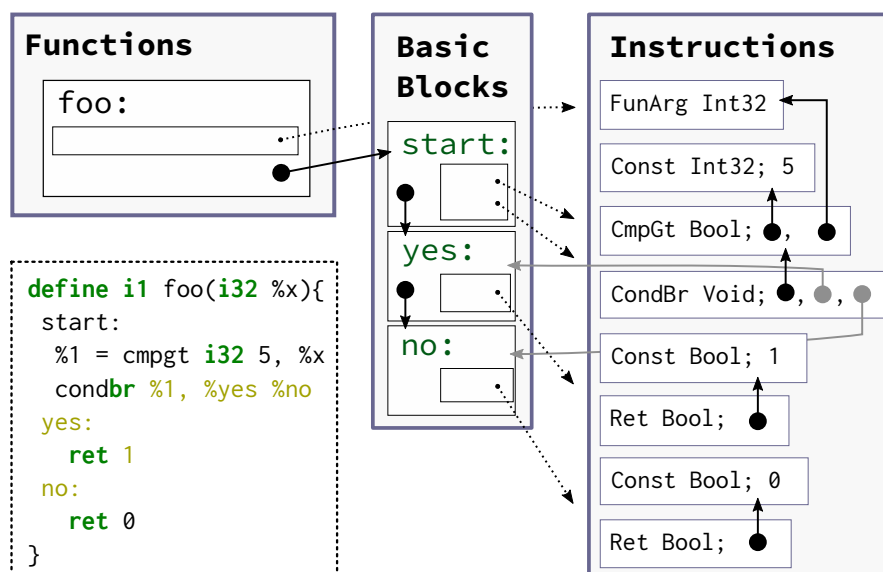 Functions
foo:
define i1 foo(i32 %x){
start:
%1 = cmpgt i32 5, %x
condbr %1, %yes %no
yes:
ret 1
no:
ret 0
}
Basic
Blocks
start:
yes:
no:
Instructions
FunArg Int32
Const Int32; 5
CmpGt Bool; ,
CondBr Void; , ,
Const Bool; 1
Ret Bool;
Const Bool; 0
Ret Bool;